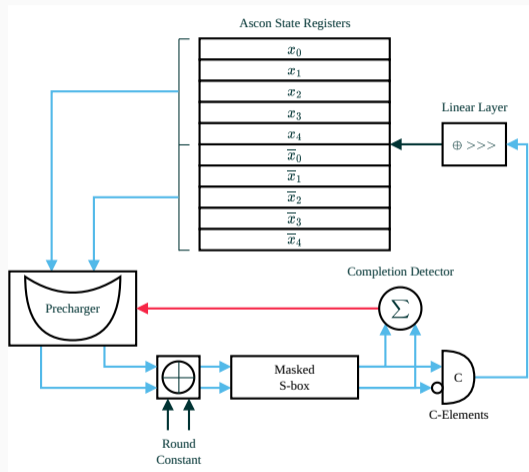 Ascon State Registers
x₀
x₁
x₂
x₃
x₄
x̅₀
x̅₁
x̅₂
x̅₃
x̅₄
Linear Layer
⊕ >>>
Completion Detector
Σ
Precharger
Masked
S-box
C
C-Elements
Round
Constant